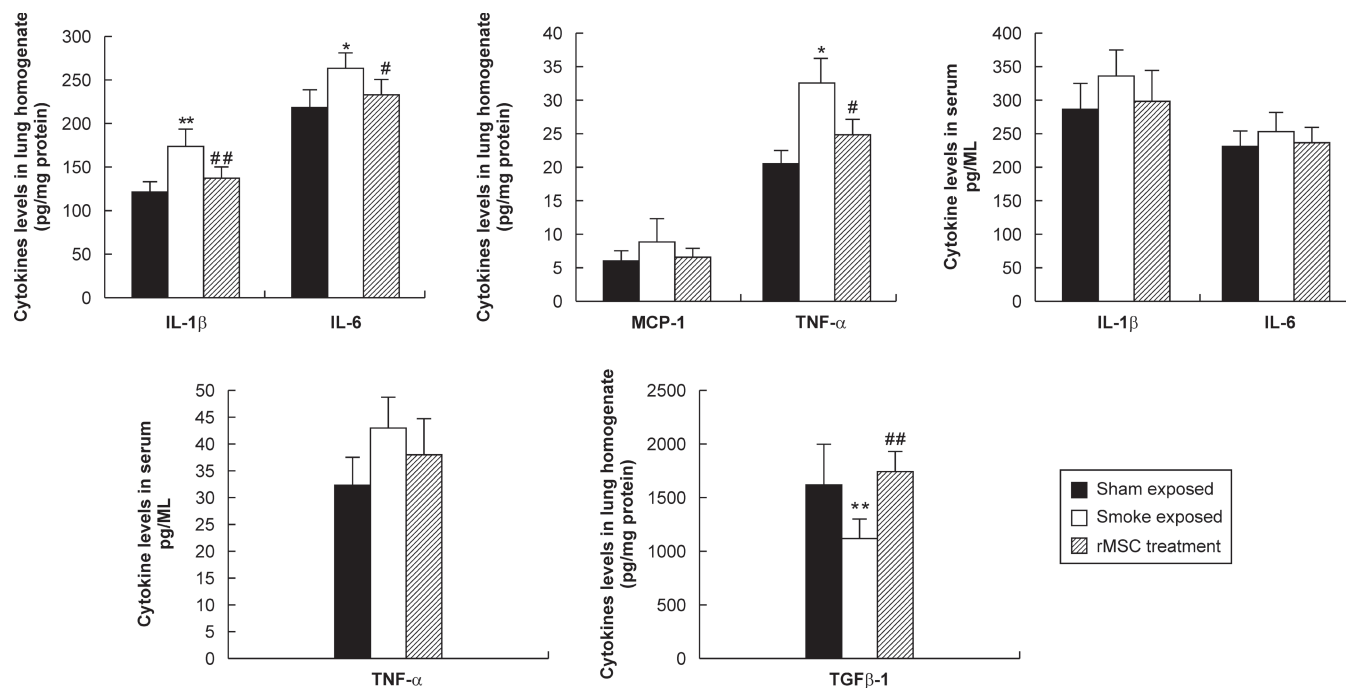 Cytokines levels in lung homogenate
(pg/mg protein)
300
250
200
150
100
50
0
**
##
*
#
IL-1β
IL-6
Cytokines levels in lung homogenate
(pg/mg protein)
40
35
30
25
20
15
10
5
0
*
#
MCP-1
TNF-α
Cytokine levels in serum
pg/ML
400
350
300
250
200
150
100
50
0
IL-1β
IL-6
Cytokine levels in serum
pg/ML
50
45
40
35
30
25
20
15
10
5
0
TNF-α
Cytokines levels in lung homogenate
(pg/mg protein)
2500
2000
1500
1000
500
0
**
##
TGFβ-1
Sham exposed
Smoke exposed
rMSC treatment